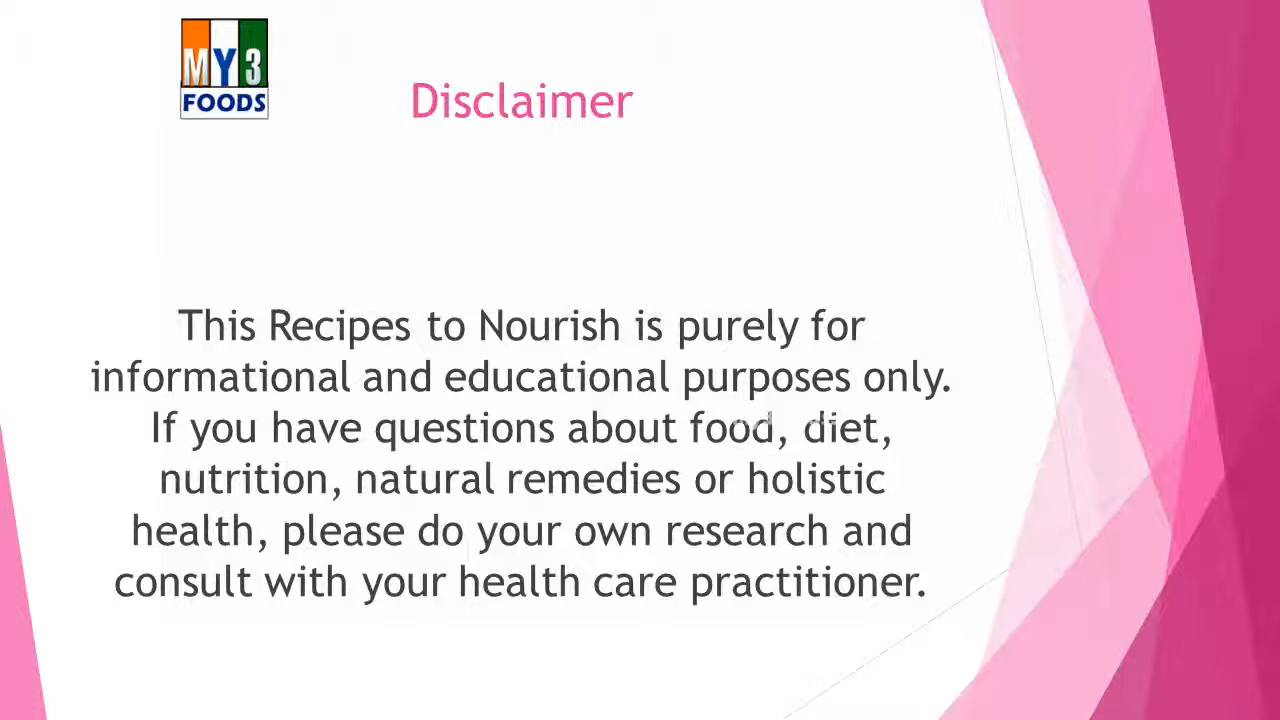 MY3
FOODS
Disclaimer
This Recipes to Nourish is purely for
informational and educational purposes only.
If you have questions about food, diet,
nutrition, natural remedies or holistic
health, please do your own research and
consult with your health care practitioner.